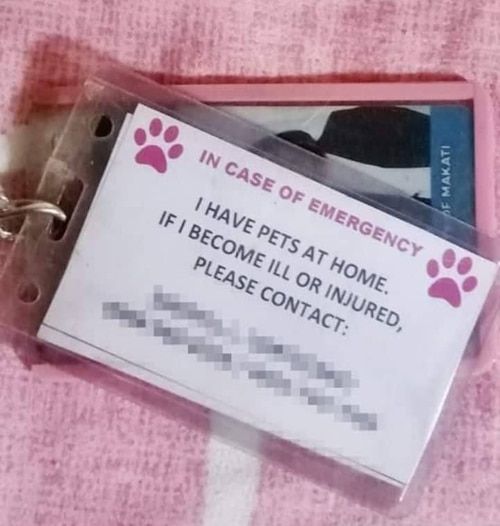 IN CASE OF EMERGENCY
I HAVE PETS AT HOME.
IF I BECOME ILL OR INJURED,
PLEASE CONTACT:
OF MAKATI